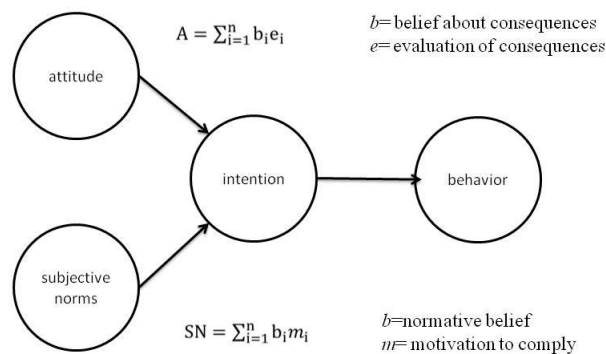 A = ∑ⁿᵢ₌₁ bᵢeᵢ
b= belief about consequences
e= evaluation of consequences
attitude
intention
behavior
subjective
norms
SN = ∑ⁿᵢ₌₁ bᵢmᵢ
b=normative belief
m= motivation to comply